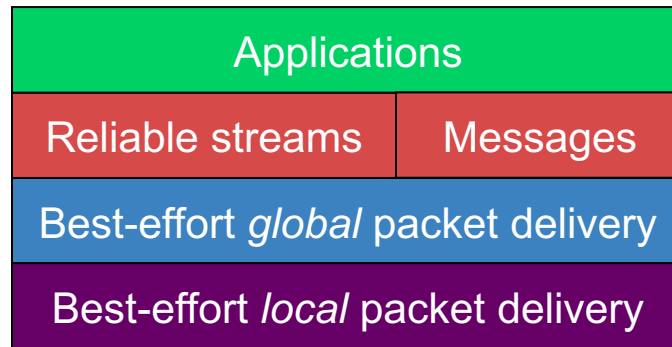 Applications
Reliable streams
Messages
Best-effort global packet delivery
Best-effort local packet delivery